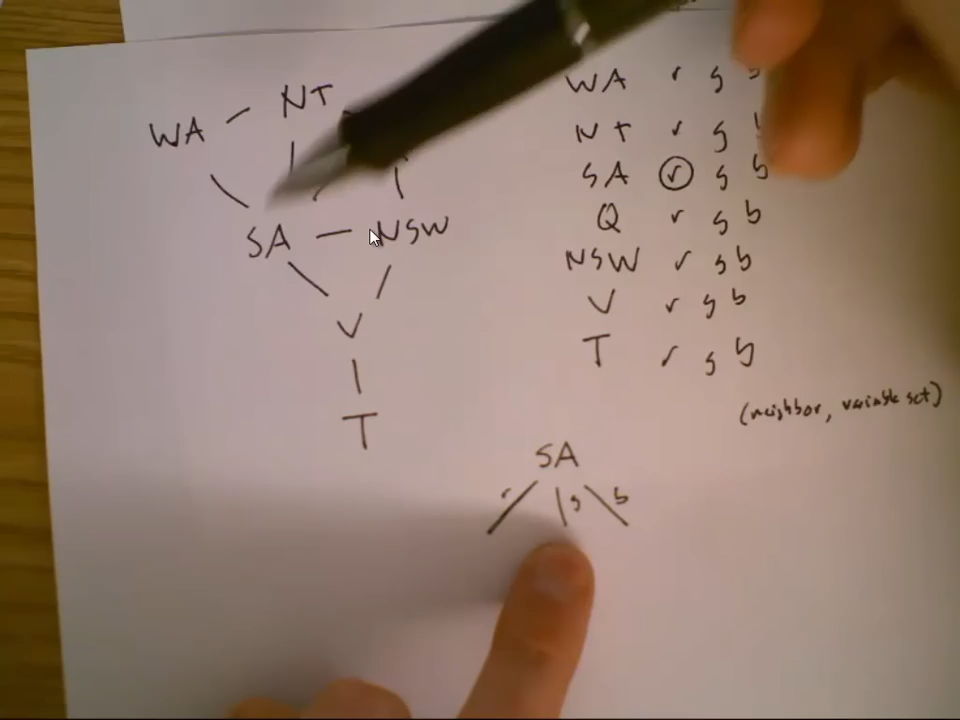 WA NT
SA NSW
V
T
WA r g
NT r g
SA r g b
Q r g b
NSW r g b
V r g b
T r g b
(neighbor, variable set)
SA
r g b